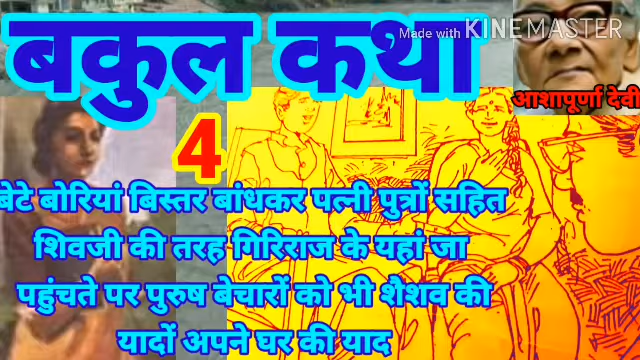 Made with KINEMASTER
बकुल कथा
आशापूर्णा देवी
4
बेटे बोरियां बिस्तर बांधकर पत्नी पुत्रों सहित
शिवजी की तरह गिरिराज के यहां जा
पहुंचते पर पुरुष बेचारों को भी शैशव की
यादों अपने घर की याद